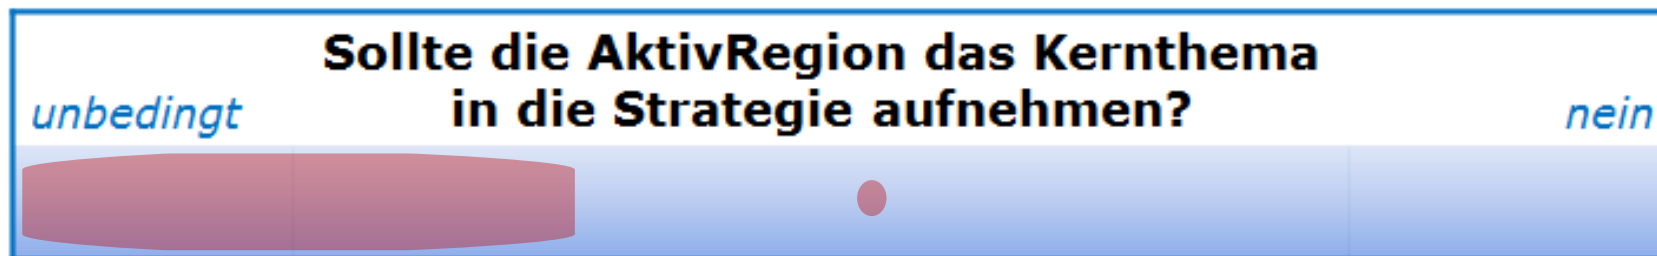 Sollte die AktivRegion das Kernthema
in die Strategie aufnehmen?
unbedingt
nein